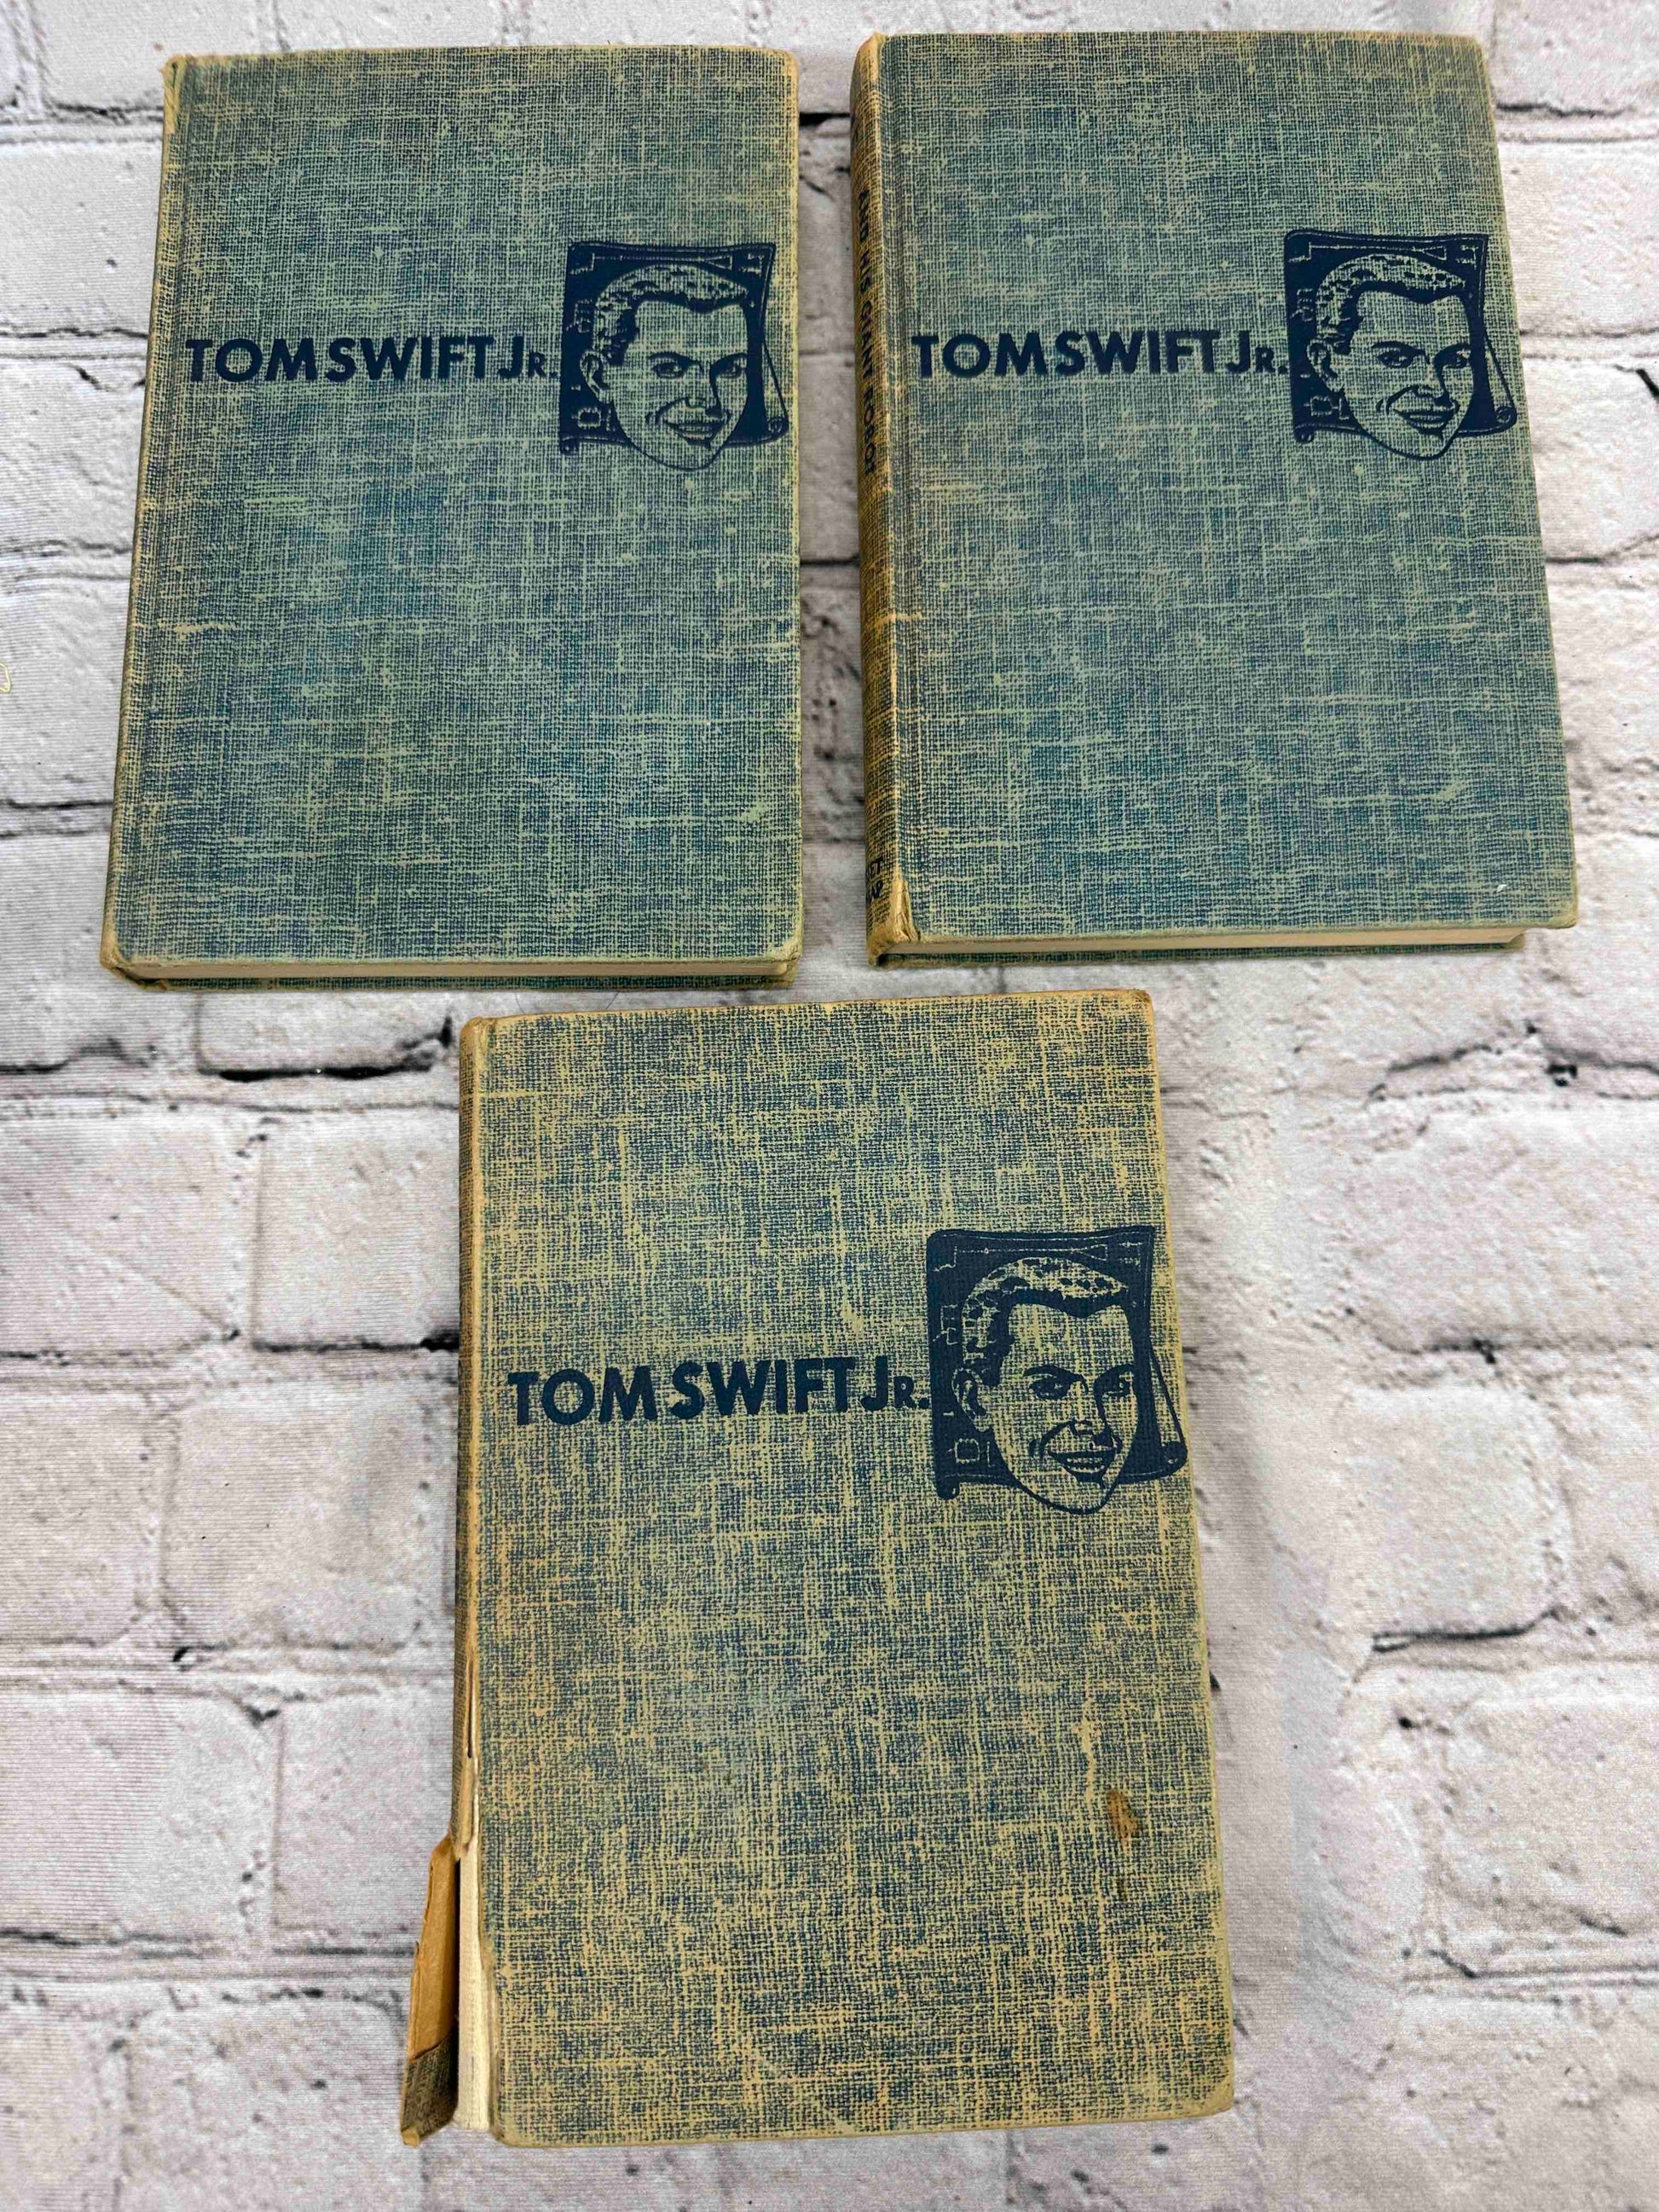 TOM SWIFT JR.
AND HIS GIANT ROBOT
TOM SWIFT JR.
TOM SWIFT JR.